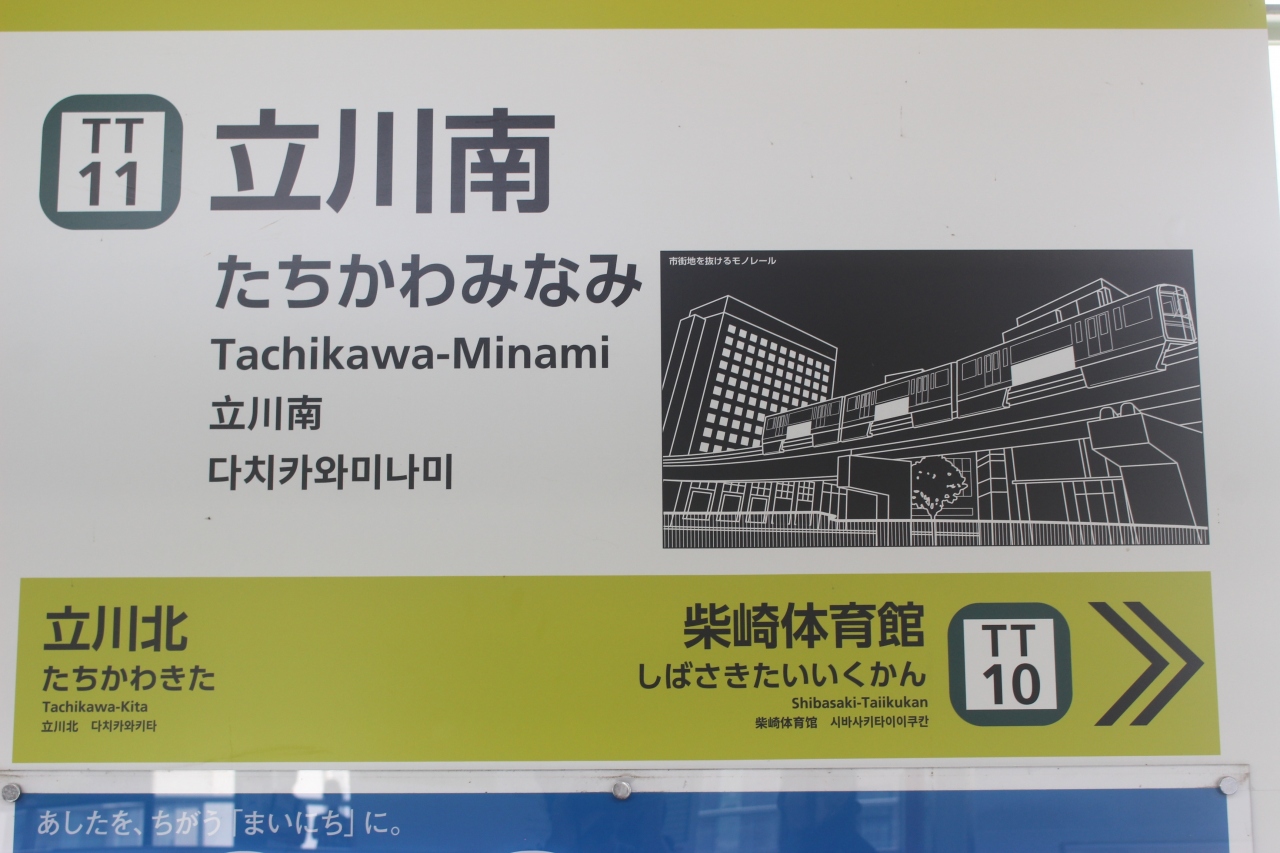 TT
11
立川南
たちかわみなみ
Tachikawa-Minami
立川南
다치카와미나미
市街地を抜けるモノレール
立川北
たちかわきた
Tachikawa-Kita
立川北 다치카와키타
柴崎体育館
しばさきたいいくかん
Shibasaki-Taiikukan
柴崎体育館 시바사키타이이쿠칸
TT
10
あしたを、ちがう「まいにち」に。